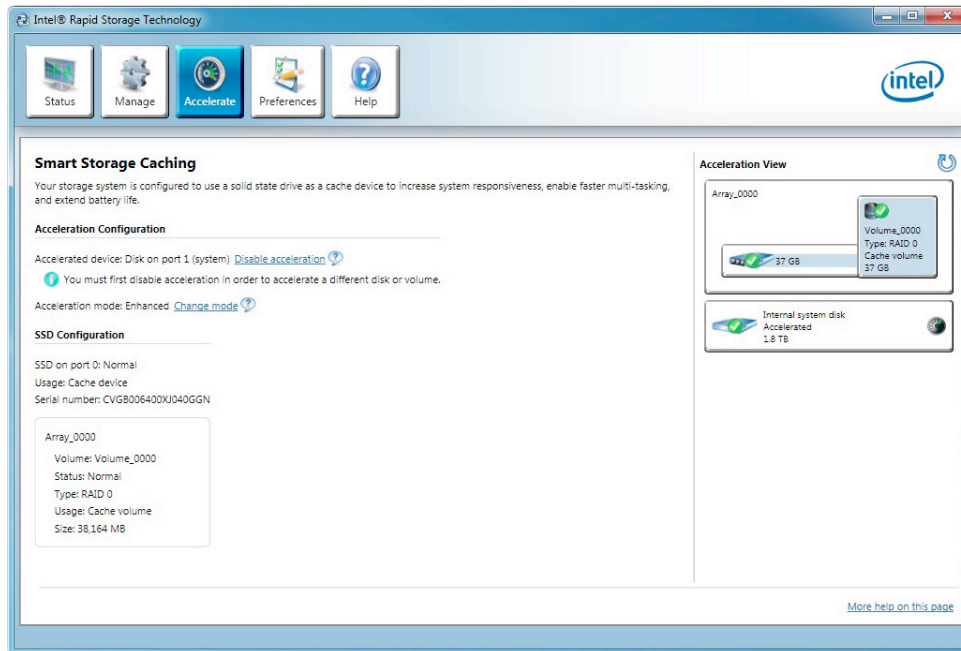 Intel® Rapid Storage Technology
Status
Manage
Accelerate
Preferences
Help
intel
Smart Storage Caching
Your storage system is configured to use a solid state drive as a cache device to increase system responsiveness, enable faster multi-tasking,
and extend battery life.
Acceleration Configuration
Accelerated device: Disk on port 1 (system) Disable acceleration ?
i You must first disable acceleration in order to accelerate a different disk or volume.
Acceleration mode: Enhanced Change mode ?
SSD Configuration
SSD on port 0: Normal
Usage: Cache device
Serial number: CVGB006400XJ040GGN
Array_0000
Volume: Volume_0000
Status: Normal
Type: RAID 0
Usage: Cache volume
Size: 38,164 MB
Acceleration View
Array_0000
37 GB
Volume_0000
Type: RAID 0
Cache volume
37 GB
Internal system disk
Accelerated
1.8 TB
More help on this page